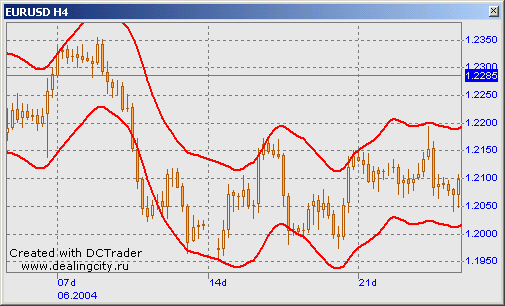 EURUSD H4
1.2350
1.2300
1.2285
1.2250
1.2200
1.2150
1.2100
1.2050
1.2000
1.1950
Created with DCTrader
www.dealingcity.ru
07d
14d
21d
06.2004